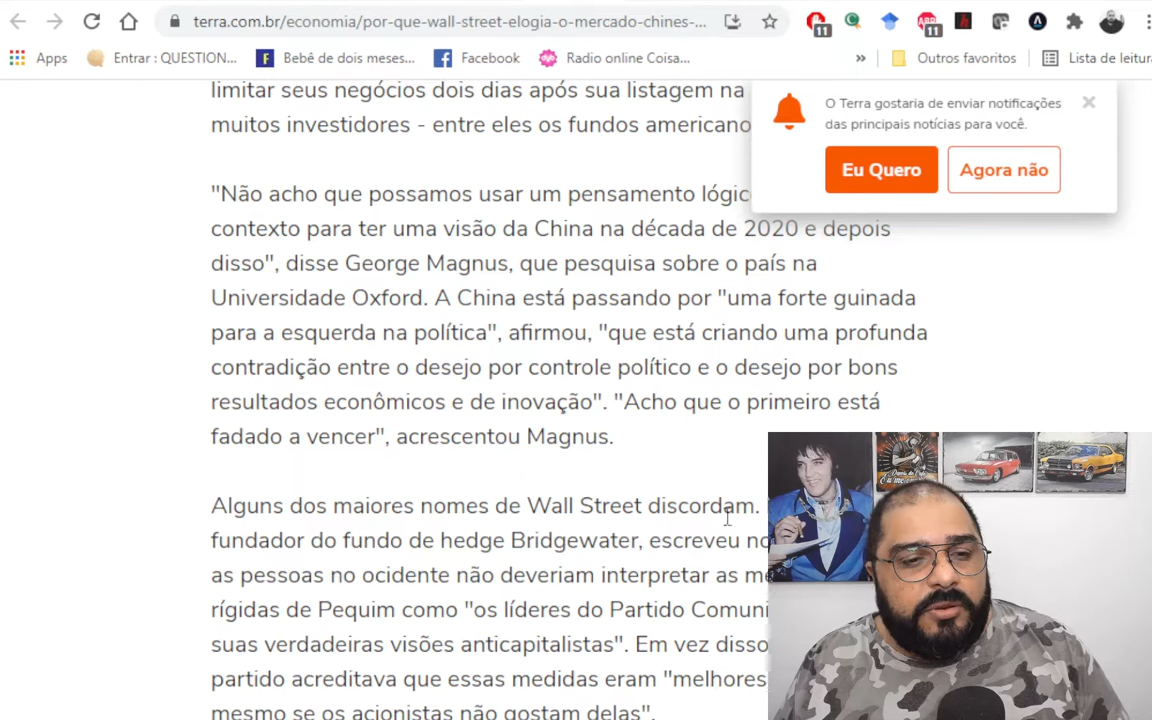 terra.com.br/economia/por-que-wall-street-elogia-o-mercado-chines-...
11
11
Apps
Entrar : QUESTION...
Bebê de dois meses...
Facebook
Radio online Coisa...
»
Outros favoritos
Lista de leitur
limitar seus negócios dois dias após sua listagem na
muitos investidores - entre eles os fundos americano
O Terra gostaria de enviar notificações
das principais notícias para você.
Eu Quero
Agora não
"Não acho que possamos usar um pensamento lógic
contexto para ter uma visão da China na década de 2020 e depois
disso", disse George Magnus, que pesquisa sobre o país na
Universidade Oxford. A China está passando por "uma forte guinada
para a esquerda na política", afirmou, "que está criando uma profunda
contradição entre o desejo por controle político e o desejo por bons
resultados econômicos e de inovação". "Acho que o primeiro está
fadado a vencer", acrescentou Magnus.
Alguns dos maiores nomes de Wall Street discordam.
fundador do fundo de hedge Bridgewater, escreveu no
as pessoas no ocidente não deveriam interpretar as me
rígidas de Pequim como "os líderes do Partido Comuni
suas verdadeiras visões anticapitalistas". Em vez disso
partido acreditava que essas medidas eram "melhores
mesmo se os acionistas não gostam delas".